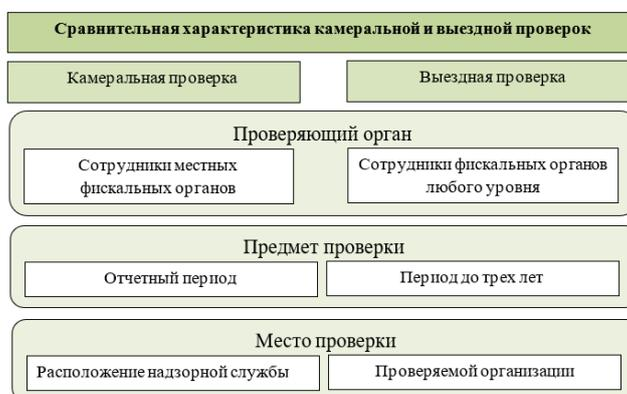 Сравнительная характеристика камеральной и выездной проверок
Камеральная проверка
Выездная проверка
Проверяющий орган
Сотрудники местных
фискальных органов
Сотрудники фискальных органов
любого уровня
Предмет проверки
Отчетный период
Период до трех лет
Место проверки
Расположение надзорной службы
Проверяемой организации